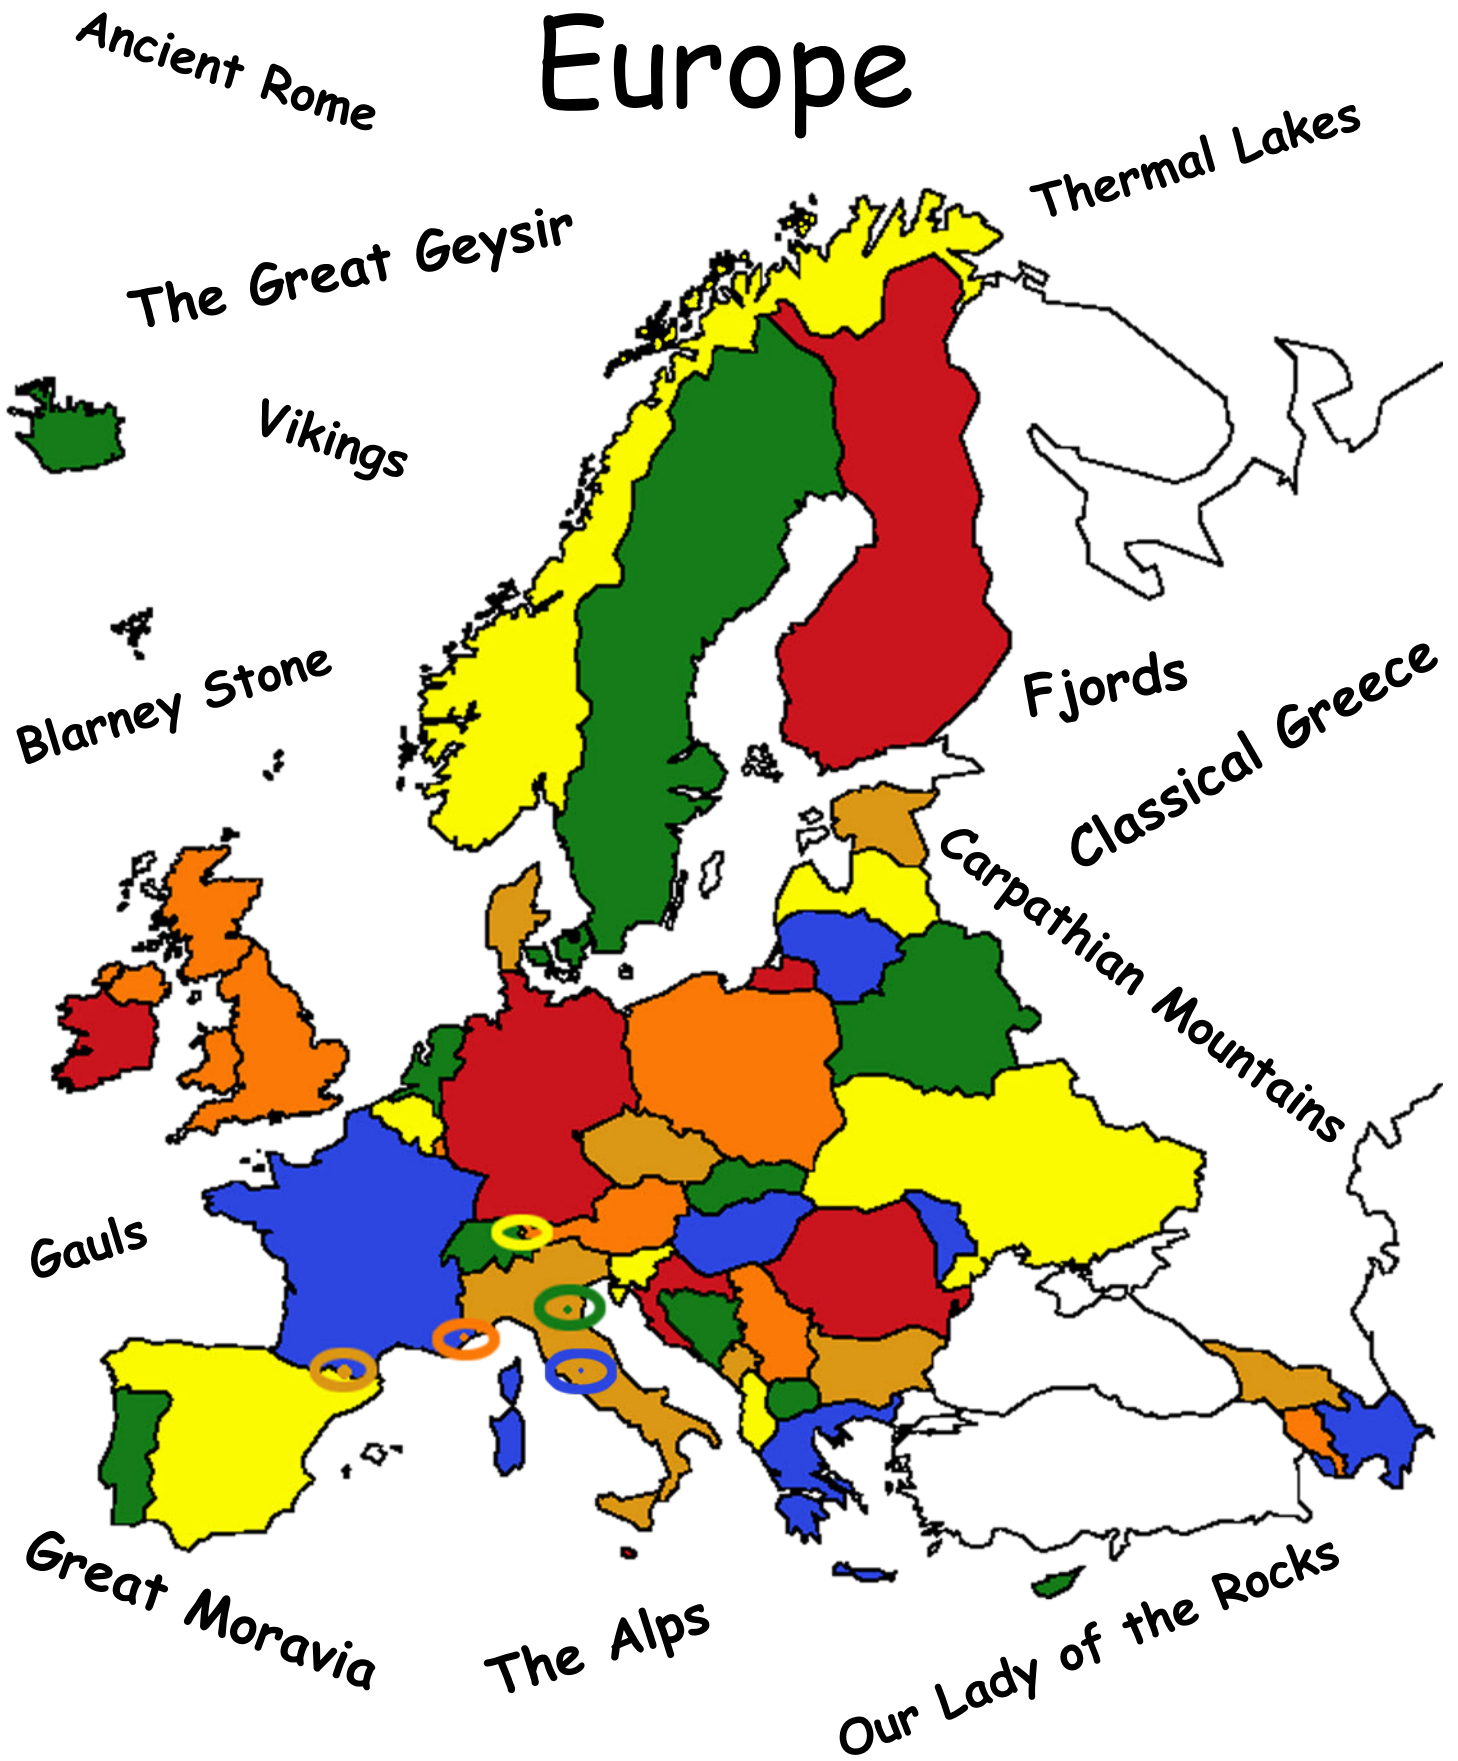 Europe
Ancient Rome
Thermal Lakes
The Great Geysir
Vikings
Fjords
Blarney Stone
Classical Greece
Carpathian Mountains
Gauls
Great Moravia
The Alps
Our Lady of the Rocks